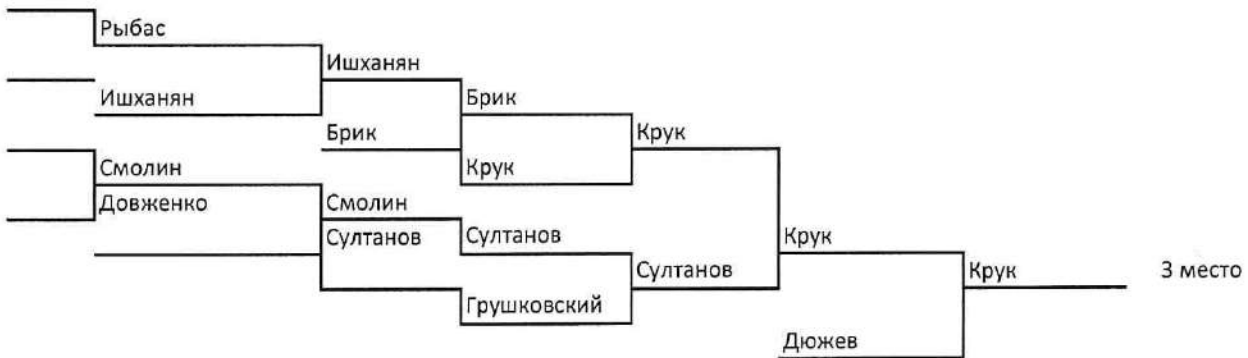 Рыбас
Ишханян
Ишханян
Брик
Брик
Крук
Крук
Смолин
Довженко
Смолин
Султанов
Султанов
Крук
Султанов
Крук
3 место
Грушковский
Дюжев